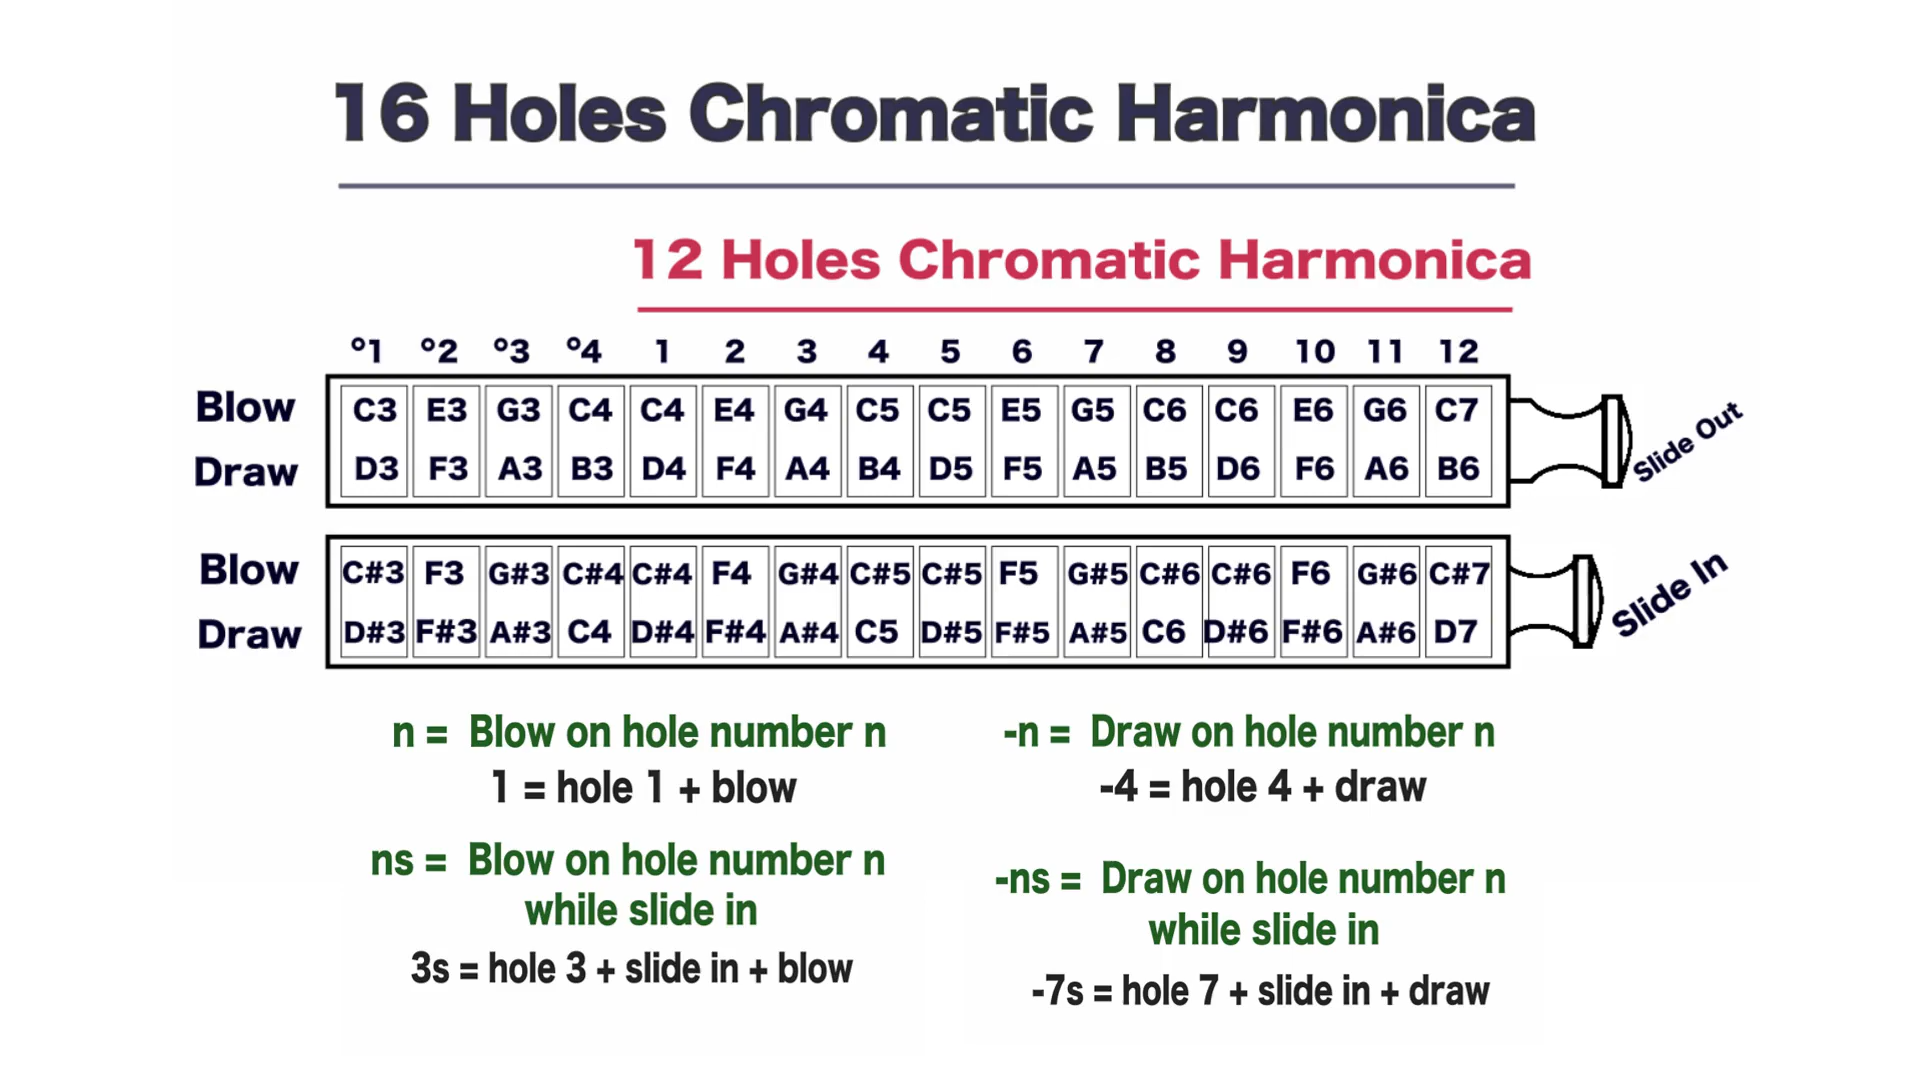 16 Holes Chromatic Harmonica
12 Holes Chromatic Harmonica
°1 °2 °3 °4 1 2 3 4 5 6 7 8 9 10 11 12
Blow C3 E3 G3 C4 C4 E4 G4 C5 C5 E5 G5 C6 C6 E6 G6 C7
Draw D3 F3 A3 B3 D4 F4 A4 B4 D5 F5 A5 B5 D6 F6 A6 B6
Slide Out
Blow C#3 F3 G#3 C#4 C#4 F4 G#4 C#5 C#5 F5 G#5 C#6 C#6 F6 G#6 C#7
Draw D#3 F#3 A#3 C4 D#4 F#4 A#4 C5 D#5 F#5 A#5 C6 D#6 F#6 A#6 D7
Slide In
n = Blow on hole number n
1 = hole 1 + blow
-n = Draw on hole number n
-4 = hole 4 + draw
ns = Blow on hole number n
while slide in
3s = hole 3 + slide in + blow
-ns = Draw on hole number n
while slide in
-7s = hole 7 + slide in + draw